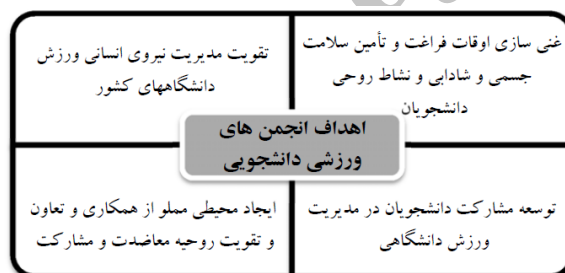 غنی سازی اوقات فراغت و تأمین سلامت
جسمی و شادابی و نشاط روحی
دانشجویان
تقویت مدیریت نیروی انسانی ورزش
دانشگاههای کشور
اهداف انجمن های
ورزشی دانشجویی
توسعه مشارکت دانشجویان در مدیریت
ورزش دانشگاهی
ایجاد محیطی مملو از همکاری و تعاون
و تقویت روحیه معاضدت و مشارکت